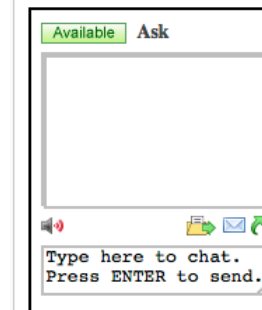 Available Ask
Type here to chat.
Press ENTER to send.